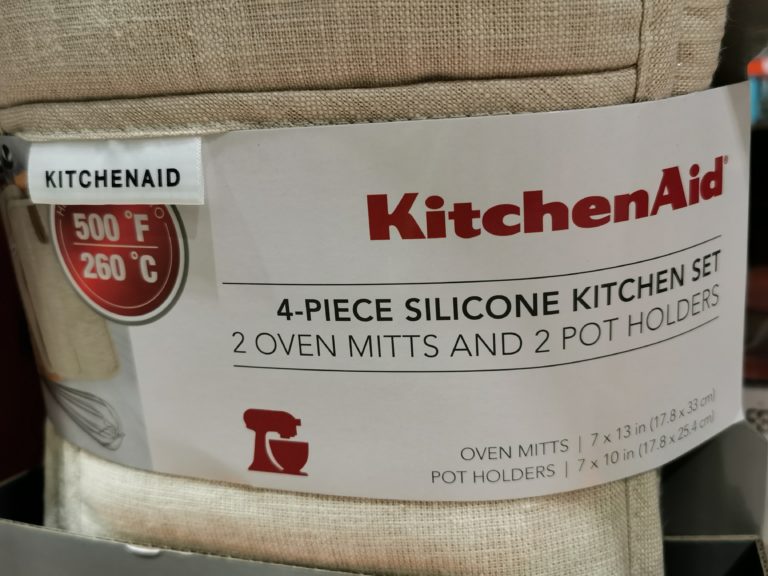 KITCHENAID
500 °F
260 °C
KitchenAid®
4-PIECE SILICONE KITCHEN SET
2 OVEN MITTS AND 2 POT HOLDERS
OVEN MITTS | 7 x 13 in (17.8 x 33 cm)
POT HOLDERS | 7 x 10 in (17.8 x 25.4 cm)